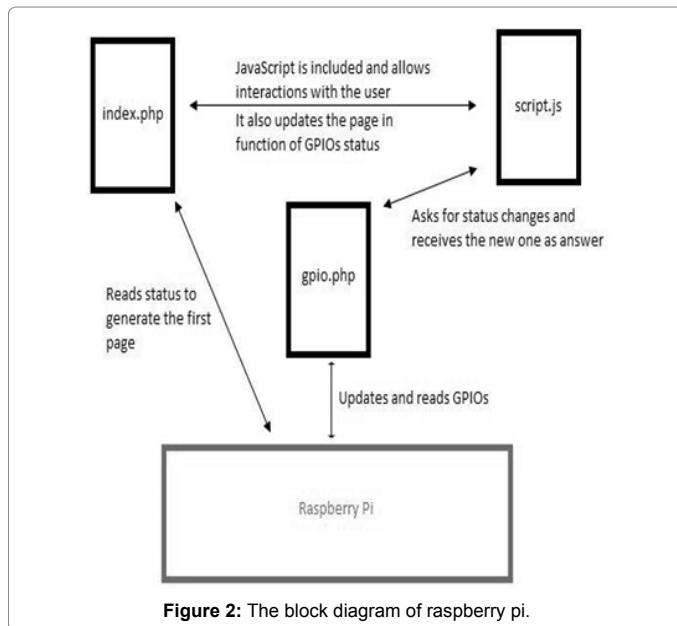 JavaScript is included and allows
interactions with the user
index.php
script.js
It also updates the page in
function of GPIOs status
Asks for status changes and
receives the new one as answer
gpio.php
Reads status to
generate the first
page
Updates and reads GPIOs
Raspberry Pi
Figure 2: The block diagram of raspberry pi.